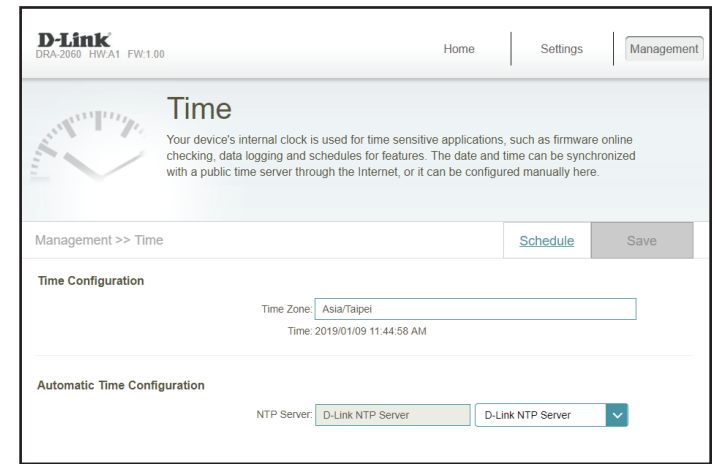 D-Link
DRA-2060 HW:A1 FW:1.00
Home
Settings
Management
Time
Your device's internal clock is used for time sensitive applications, such as firmware online
checking, data logging and schedules for features. The date and time can be synchronized
with a public time server through the Internet, or it can be configured manually here.
Management >> Time
Schedule
Save
Time Configuration
Time Zone: Asia/Taipei
Time: 2019/01/09 11:44:58 AM
Automatic Time Configuration
NTP Server: D-Link NTP Server D-Link NTP Server